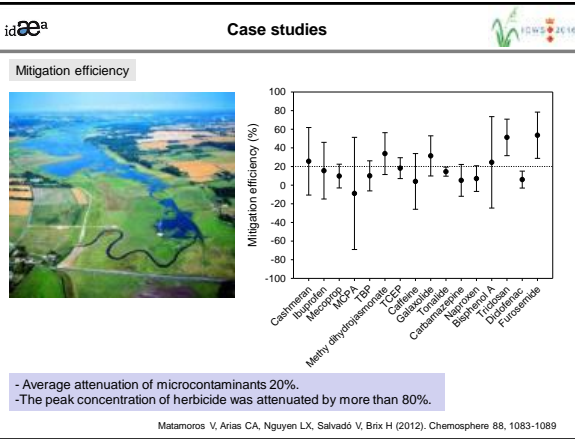 idæa
Case studies
ICWS 2016
Mitigation efficiency
Mitigation efficiency (%)
100
80
60
40
20
0
-20
-40
-60
-80
-100
Cashmeran
Ibuprofen
Mecoprop
MCPA
TBP
Methy dihydrojasmonate
TCEP
Caffeine
Galaxolide
Tonalide
Carbamazepine
Naproxen
Bisphenol A
Triclosan
Diclofenac
Furosemide
- Average attenuation of microcontaminants 20%.
-The peak concentration of herbicide was attenuated by more than 80%.
Matamoros V, Arias CA, Nguyen LX, Salvadó V, Brix H (2012). Chemosphere 88, 1083-1089